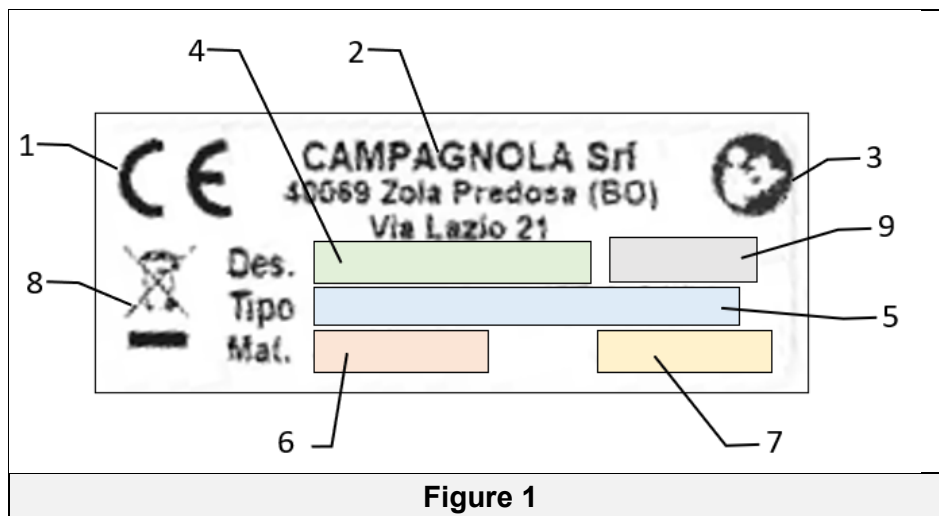 4
2
1
CE
CAMPAGNOLA Srl
40069 Zola Predosa (BO)
Via Lazio 21
3
9
8
Des.
Tipo
5
Mat.
6
7
Figure 1